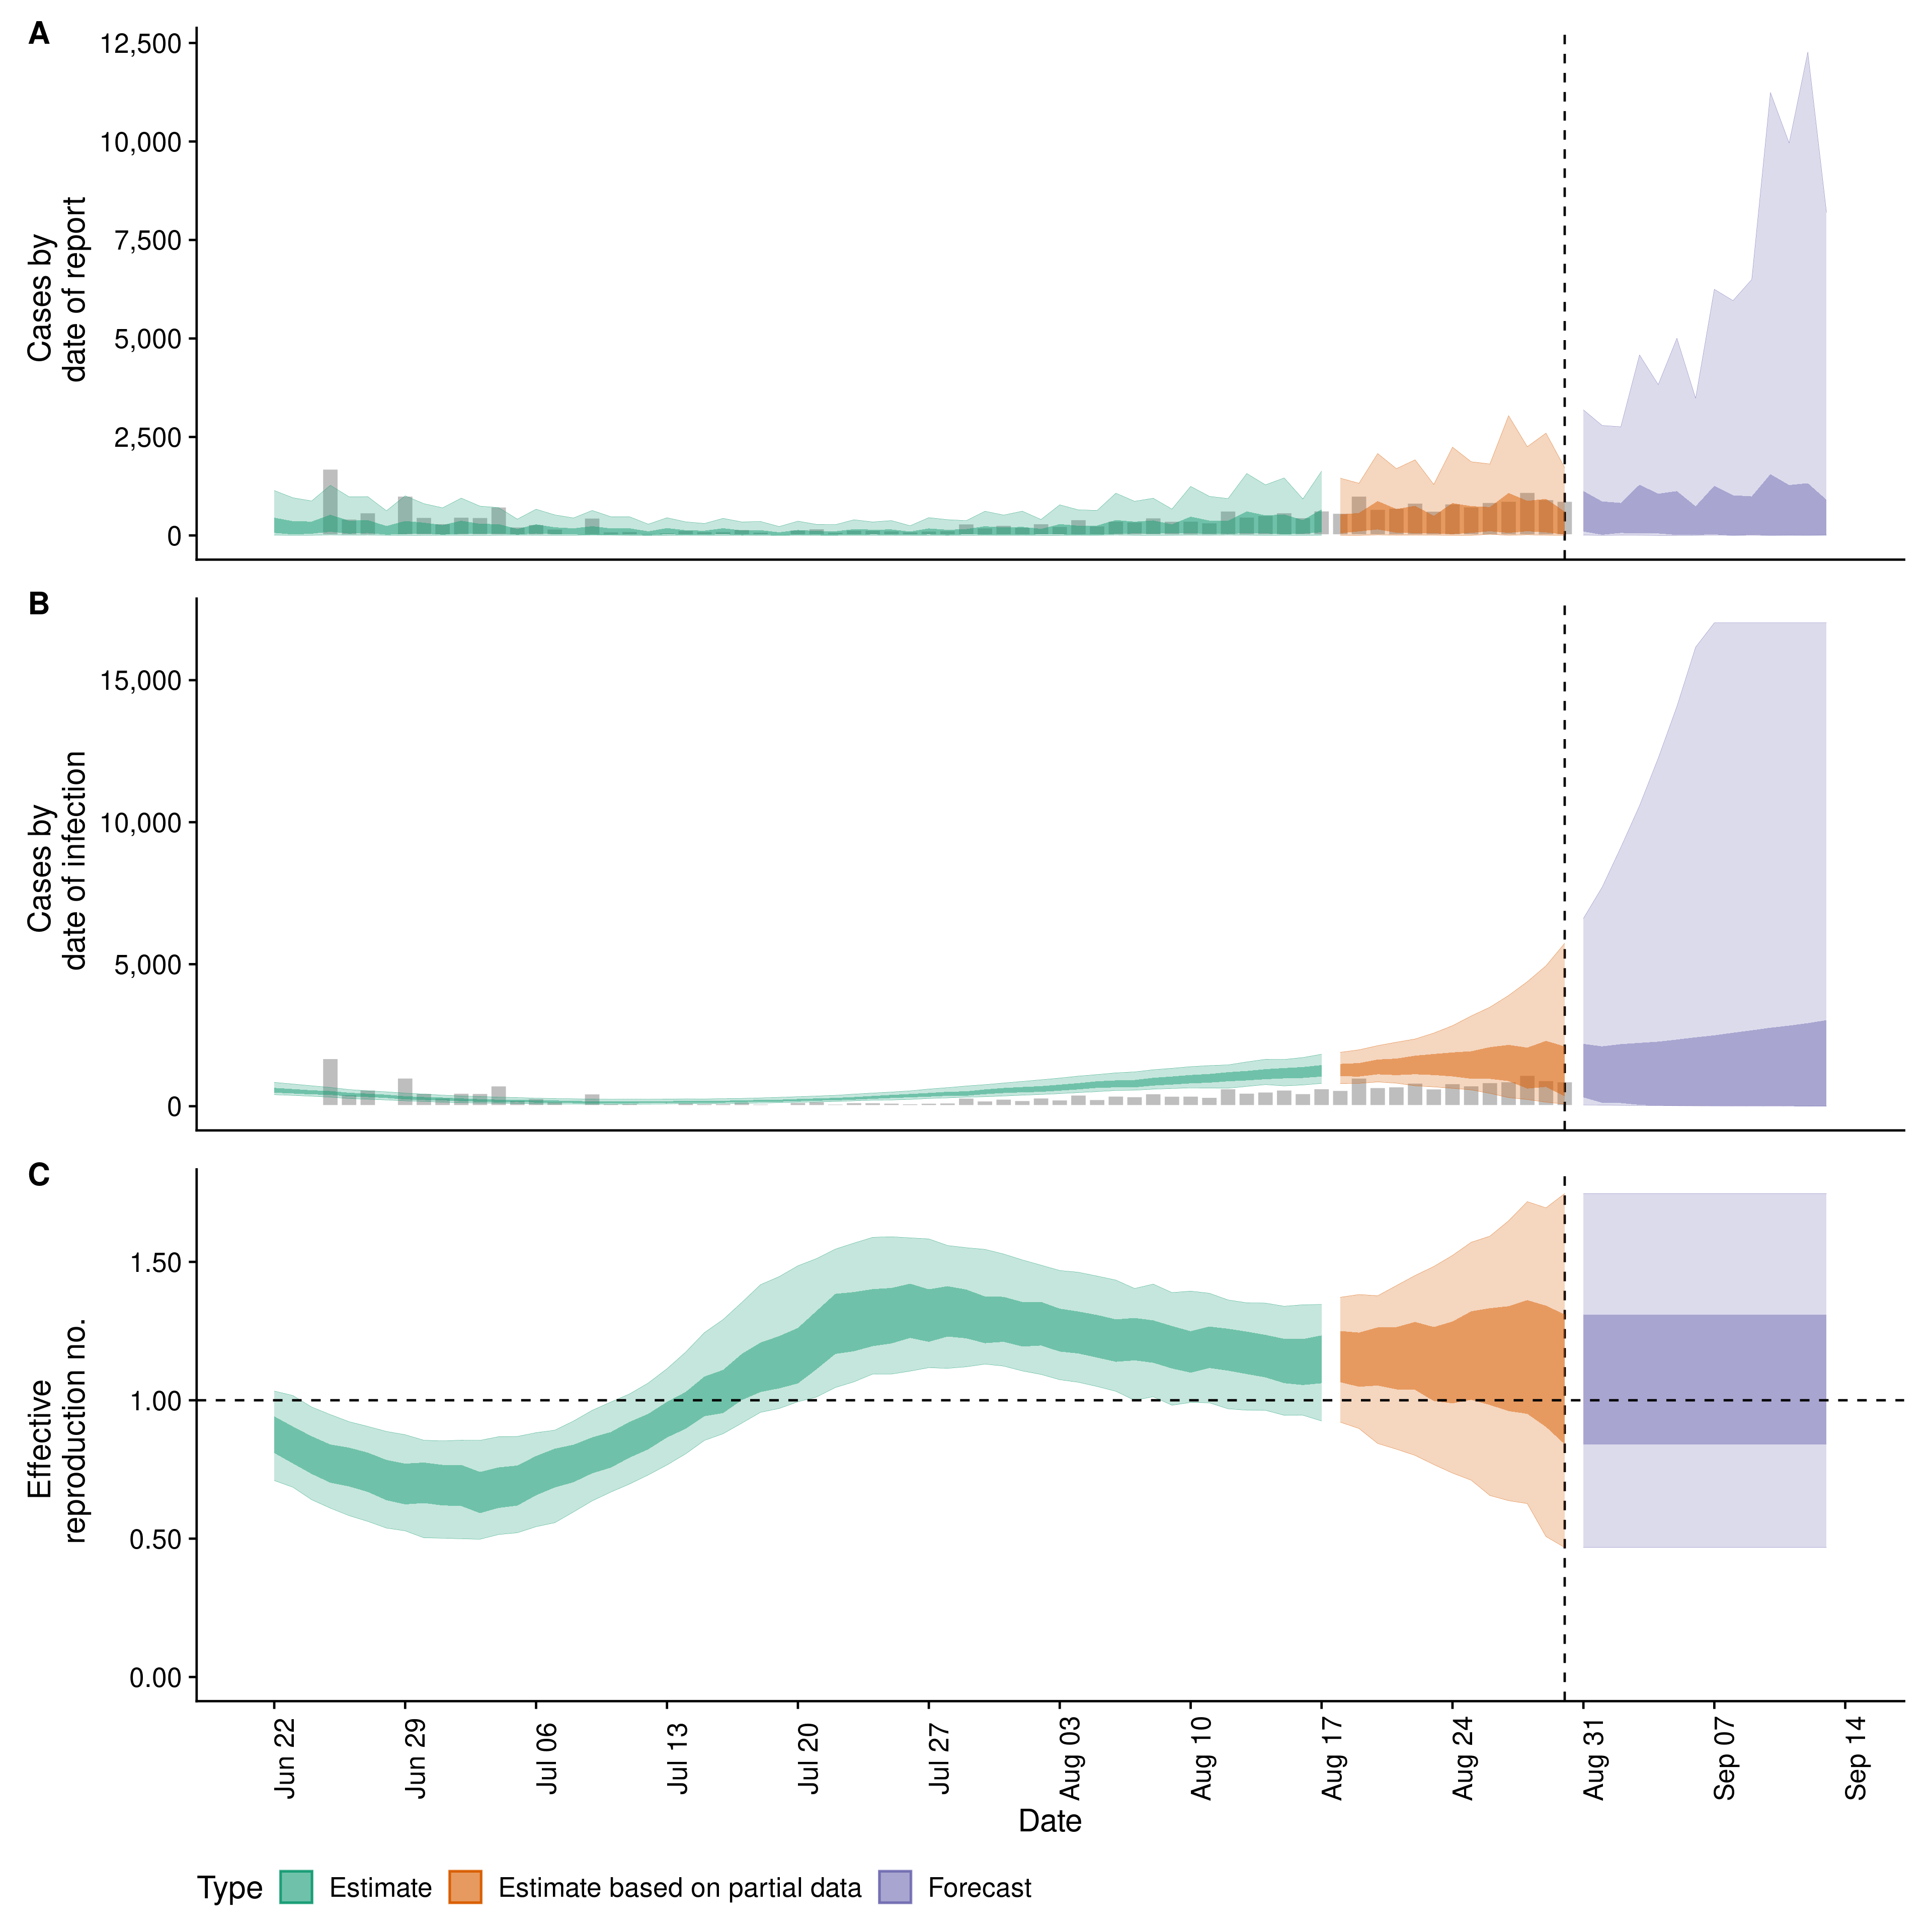 A
12,500
10,000
7,500
5,000
2,500
0
Cases by
date of report
B
15,000
10,000
5,000
0
Cases by
date of infection
C
1.50
1.00
0.50
0.00
Effective
reproduction no.
Jun 22
Jun 29
Jul 06
Jul 13
Jul 20
Jul 27
Aug 03
Aug 10
Aug 17
Aug 24
Aug 31
Sep 07
Sep 14
Date
Type
Estimate
Estimate based on partial data
Forecast